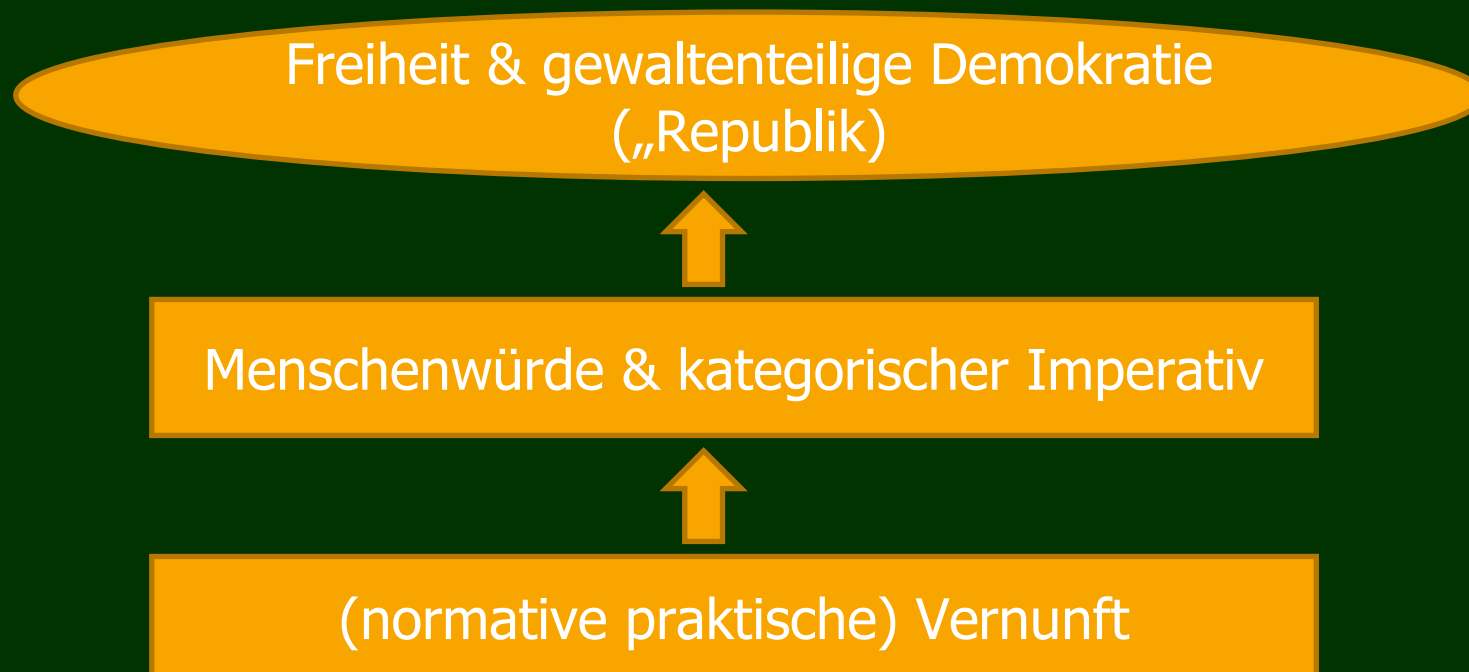 Freiheit & gewaltenteilige Demokratie
(„Republik)
Menschenwürde & kategorischer Imperativ
(normative praktische) Vernunft